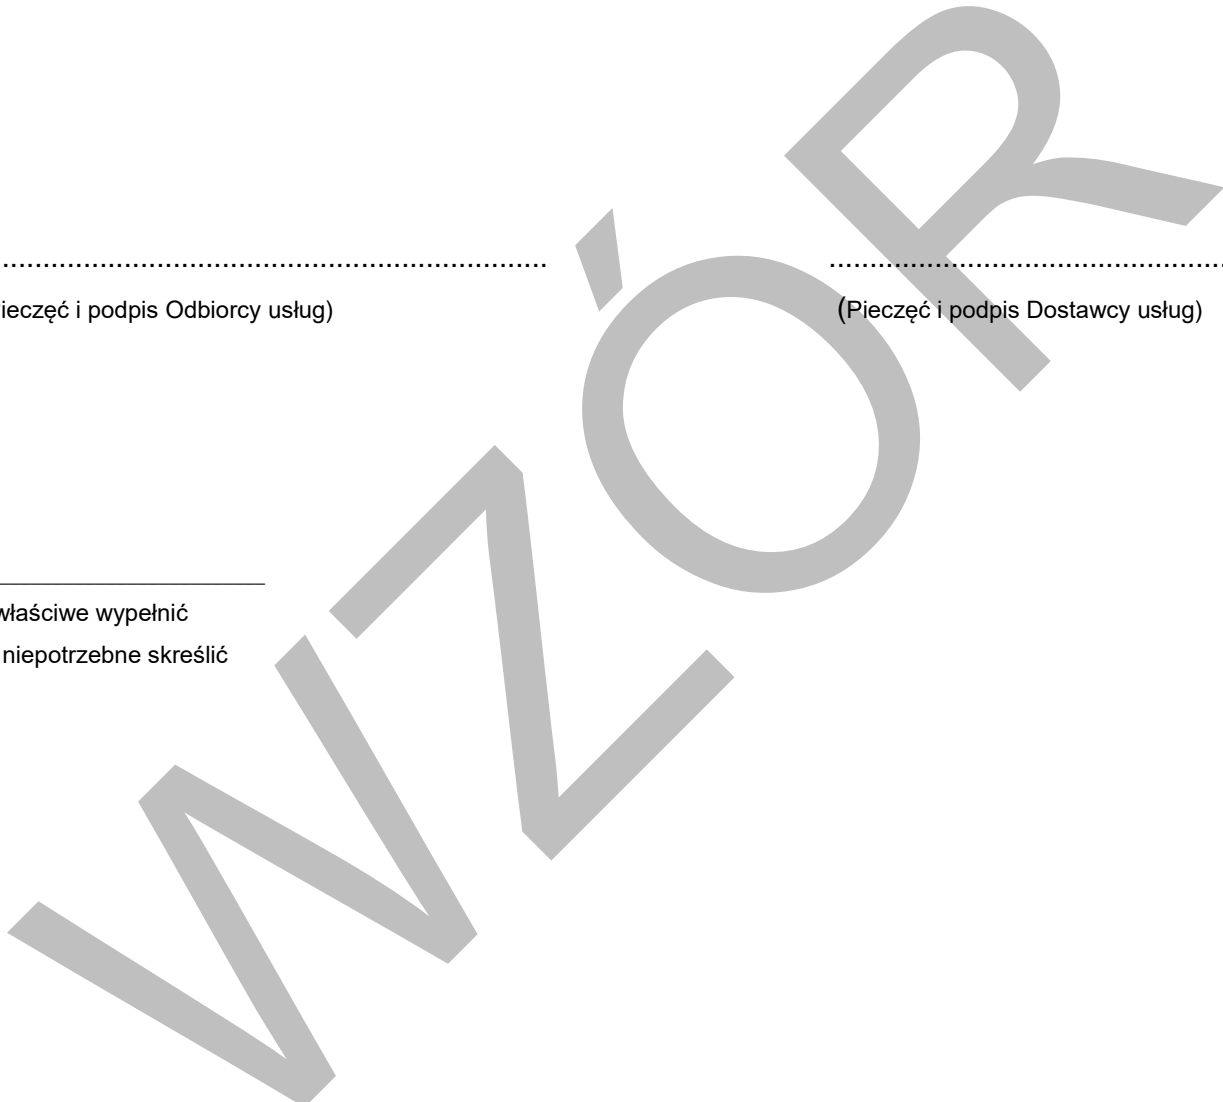 ieczęć i podpis Odbiorcy usług) (Pieczęć i podpis Dostawcy usług)
właściwe wypełnić
niepotrzebne skreślić
WZÓR